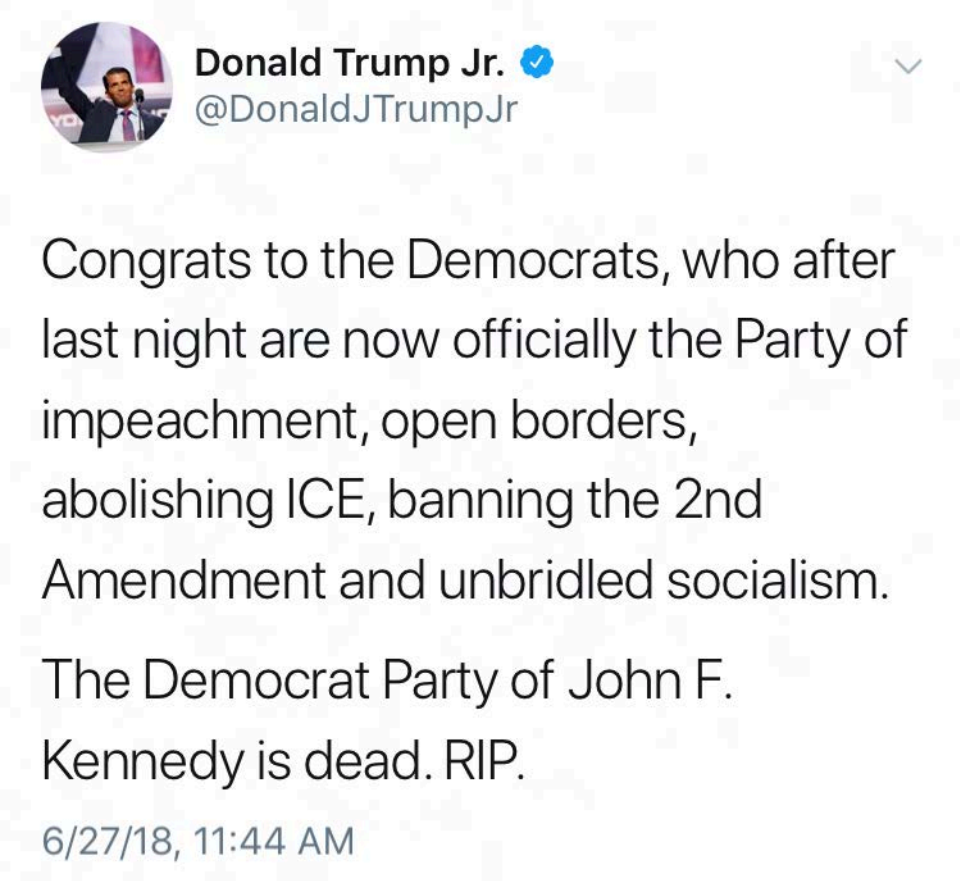 Donald Trump Jr.
@DonaldJTrumpJr
Congrats to the Democrats, who after
last night are now officially the Party of
impeachment, open borders,
abolishing ICE, banning the 2nd
Amendment and unbridled socialism.
The Democrat Party of John F.
Kennedy is dead. RIP.
6/27/18, 11:44 AM